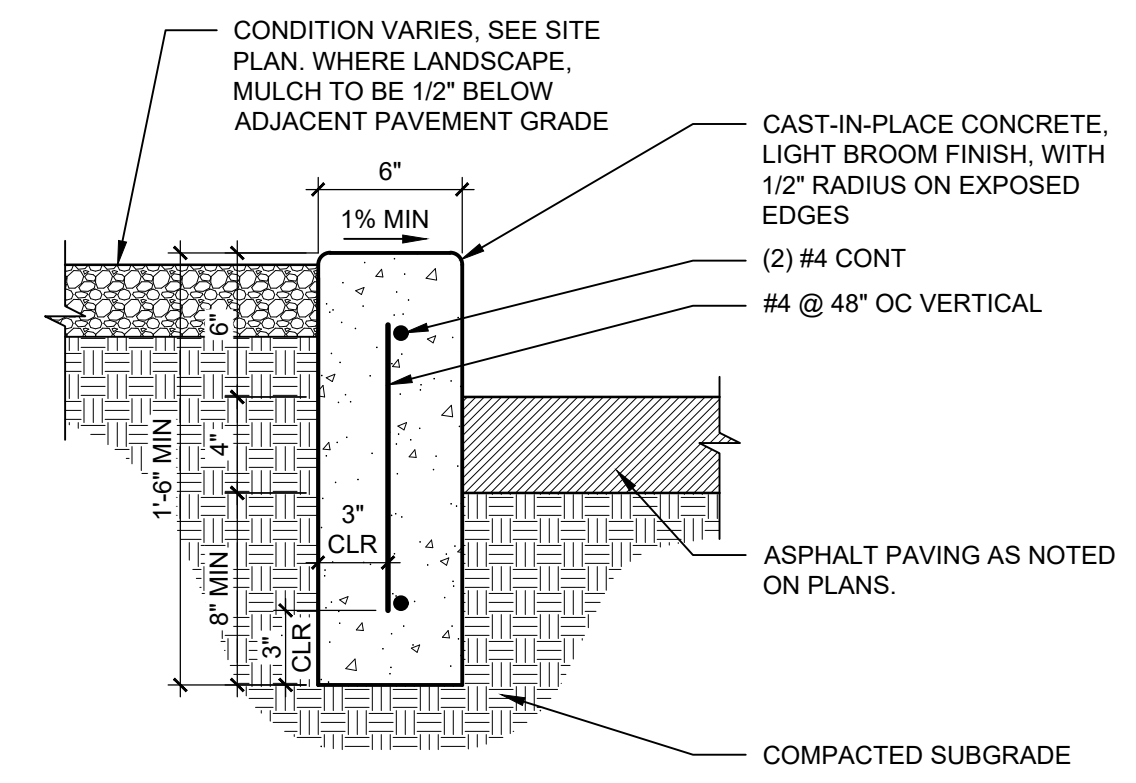 CONDITION VARIES, SEE SITE
PLAN. WHERE LANDSCAPE,
MULCH TO BE 1/2" BELOW
ADJACENT PAVEMENT GRADE
CAST-IN-PLACE CONCRETE,
LIGHT BROOM FINISH, WITH
1/2" RADIUS ON EXPOSED
EDGES
6"
1% MIN
(2) #4 CONT
#4 @ 48" OC VERTICAL
6"
4"
1'-6" MIN
8" MIN
3"
CLR
3"
CLR
ASPHALT PAVING AS NOTED
ON PLANS.
COMPACTED SUBGRADE